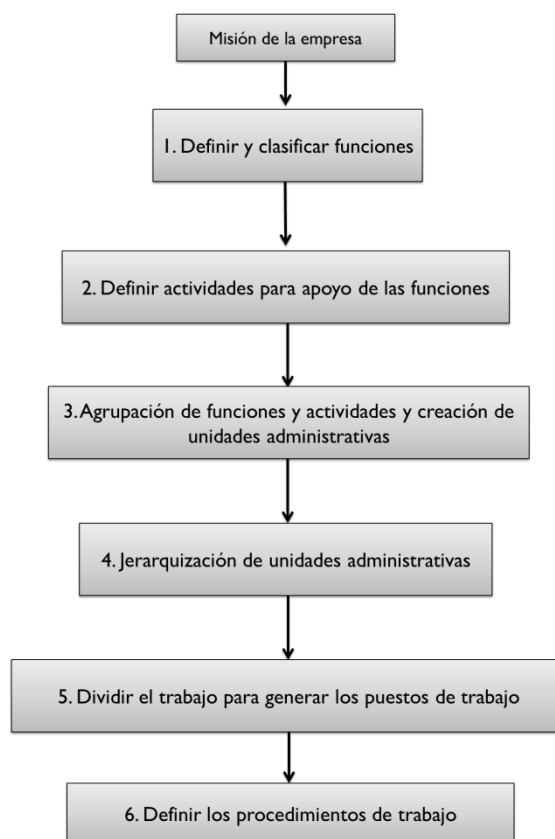 Misión de la empresa
1. Definir y clasificar funciones
2. Definir actividades para apoyo de las funciones
3. Agrupación de funciones y actividades y creación de
unidades administrativas
4. Jerarquización de unidades administrativas
5. Dividir el trabajo para generar los puestos de trabajo
6. Definir los procedimientos de trabajo